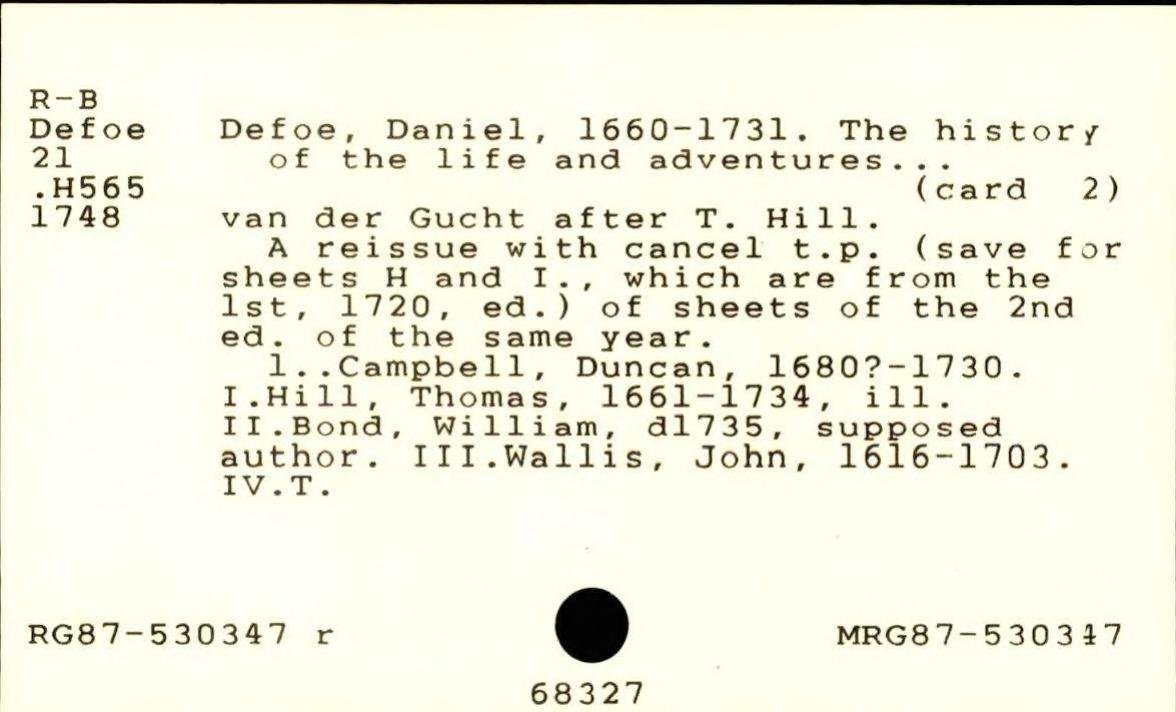 R-B
Defoe Defoe, Daniel, 1660-1731. The history
21 of the life and adventures...
.H565 (card 2)
1748 van der Gucht after T. Hill.
A reissue with cancel t.p. (save for
sheets H and I., which are from the
1st, 1720, ed.) of sheets of the 2nd
ed. of the same year.
1..Campbell, Duncan, 1680?-1730.
I.Hill, Thomas, 1661-1734, ill.
II.Bond, William, d1735, supposed
author. III.Wallis, John, 1616-1703.
IV.T.
RG87-530347 r MRG87-530347
68327